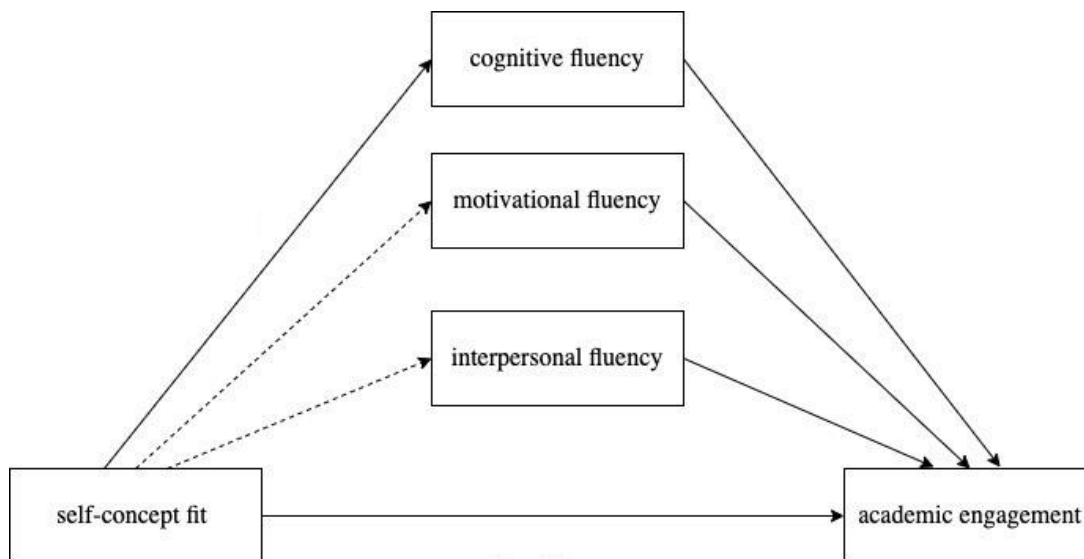 cognitive fluency
motivational fluency
interpersonal fluency
self-concept fit
academic engagement